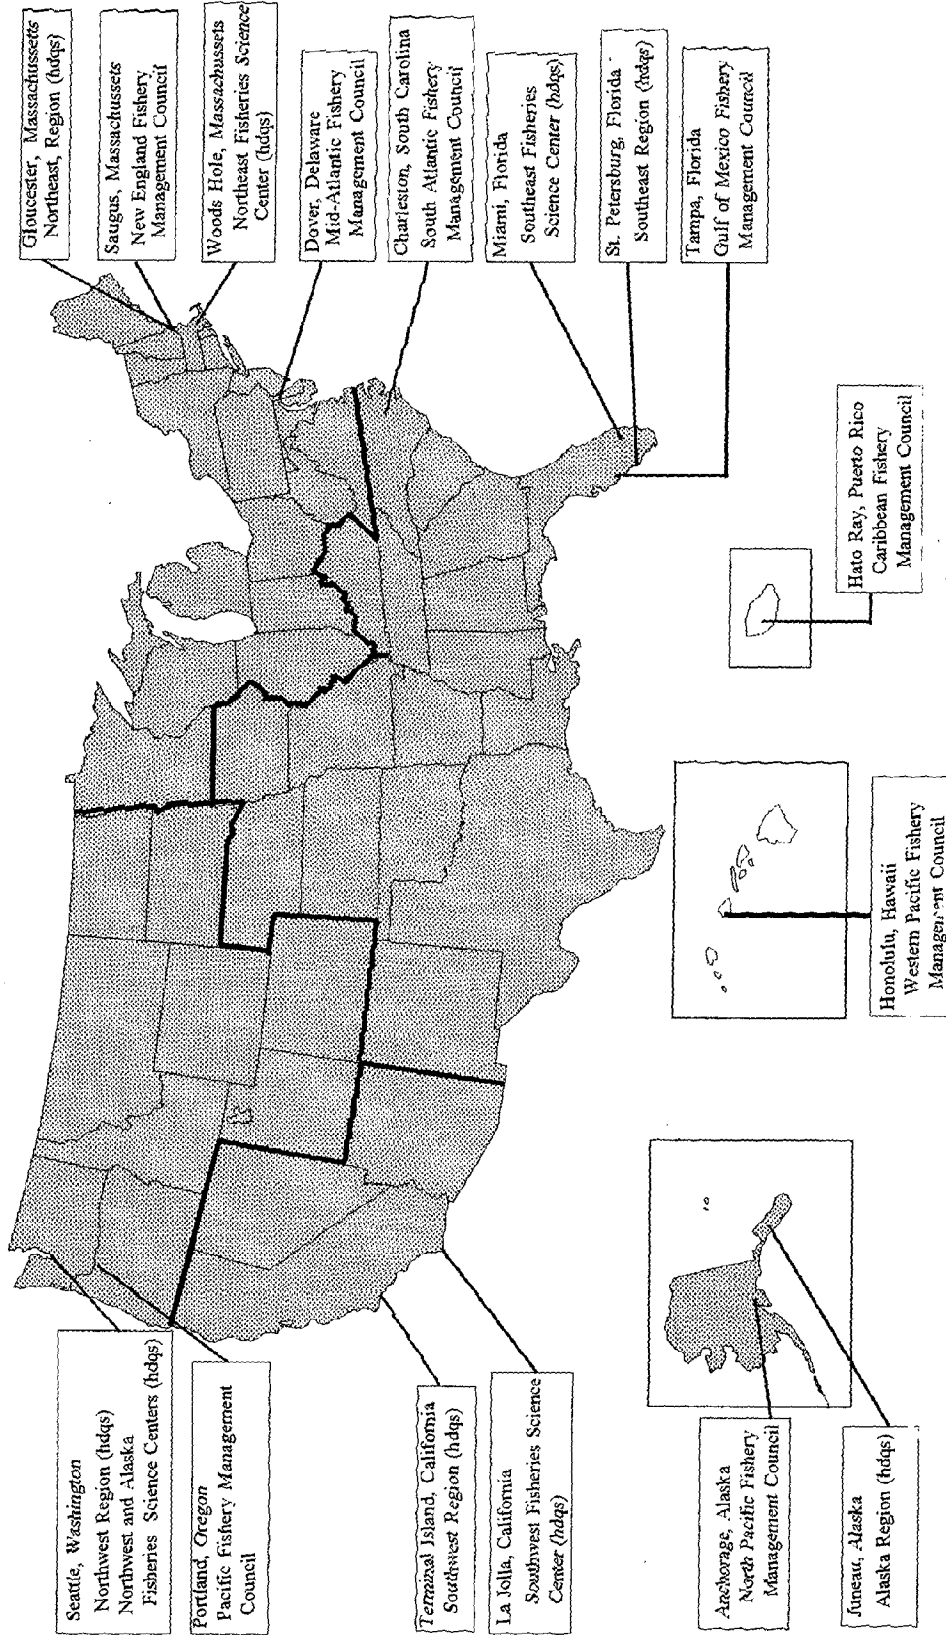 Seattle, Washington
Northwest Region (hdqs)
Northwest and Alaska
Fisheries Science Centers (hdqs)
Portland, Oregon
Pacific Fishery Management
Council
Terminal Island, California
Southwest Region (hdqs)
La Jolla, California
Southwest Fisheries Science
Center (hdqs)
Anchorage, Alaska
North Pacific Fishery
Management Council
Juneau, Alaska
Alaska Region (hdqs)
Honolulu, Hawaii
Western Pacific Fishery
Management Council
Hato Ray, Puerto Rico
Caribbean Fishery
Management Council
Gloucester, Massachussetts
Northeast, Region (hdqs)
Saugus, Massachussets
New England Fishery
Management Council
Woods Hole, Massachussets
Northeast Fisheries Science
Center (hdqs)
Dover, Delaware
Mid-Atlantic Fishery
Management Council
Charleston, South Carolina
South Atlantic Fishery
Management Council
Miami, Florida
Southeast Fisheries
Science Center (hdqs)
St. Petersburg, Florida
Southeast Region (hdqs)
Tampa, Florida
Gulf of Mexico Fishery
Management Council